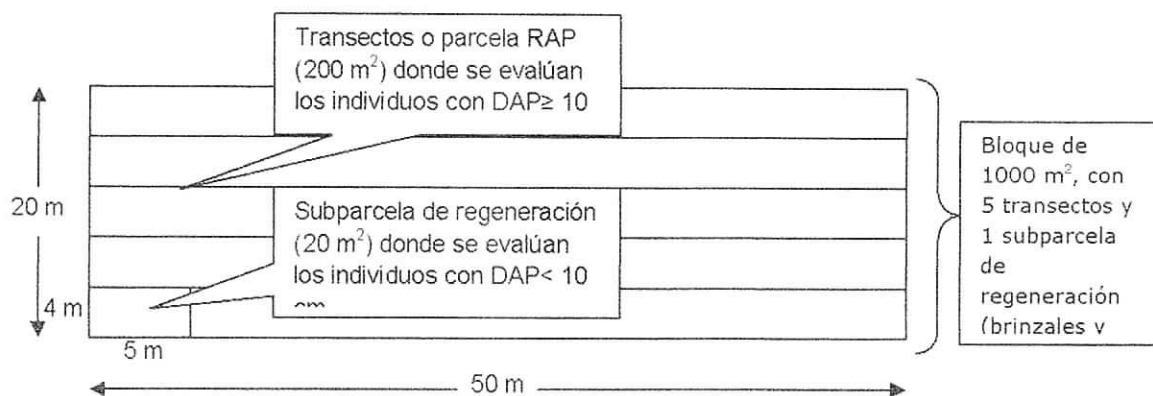 Transectos o parcela RAP
(200 m²) donde se evalúan
los individuos con DAP≥ 10
20 m
Subparcela de regeneración
(20 m²) donde se evalúan
los individuos con DAP< 10
4 m
5 m
50 m
Bloque de
1000 m², con
5 transectos y
1 subparcela
de
regeneración
(brinzales y